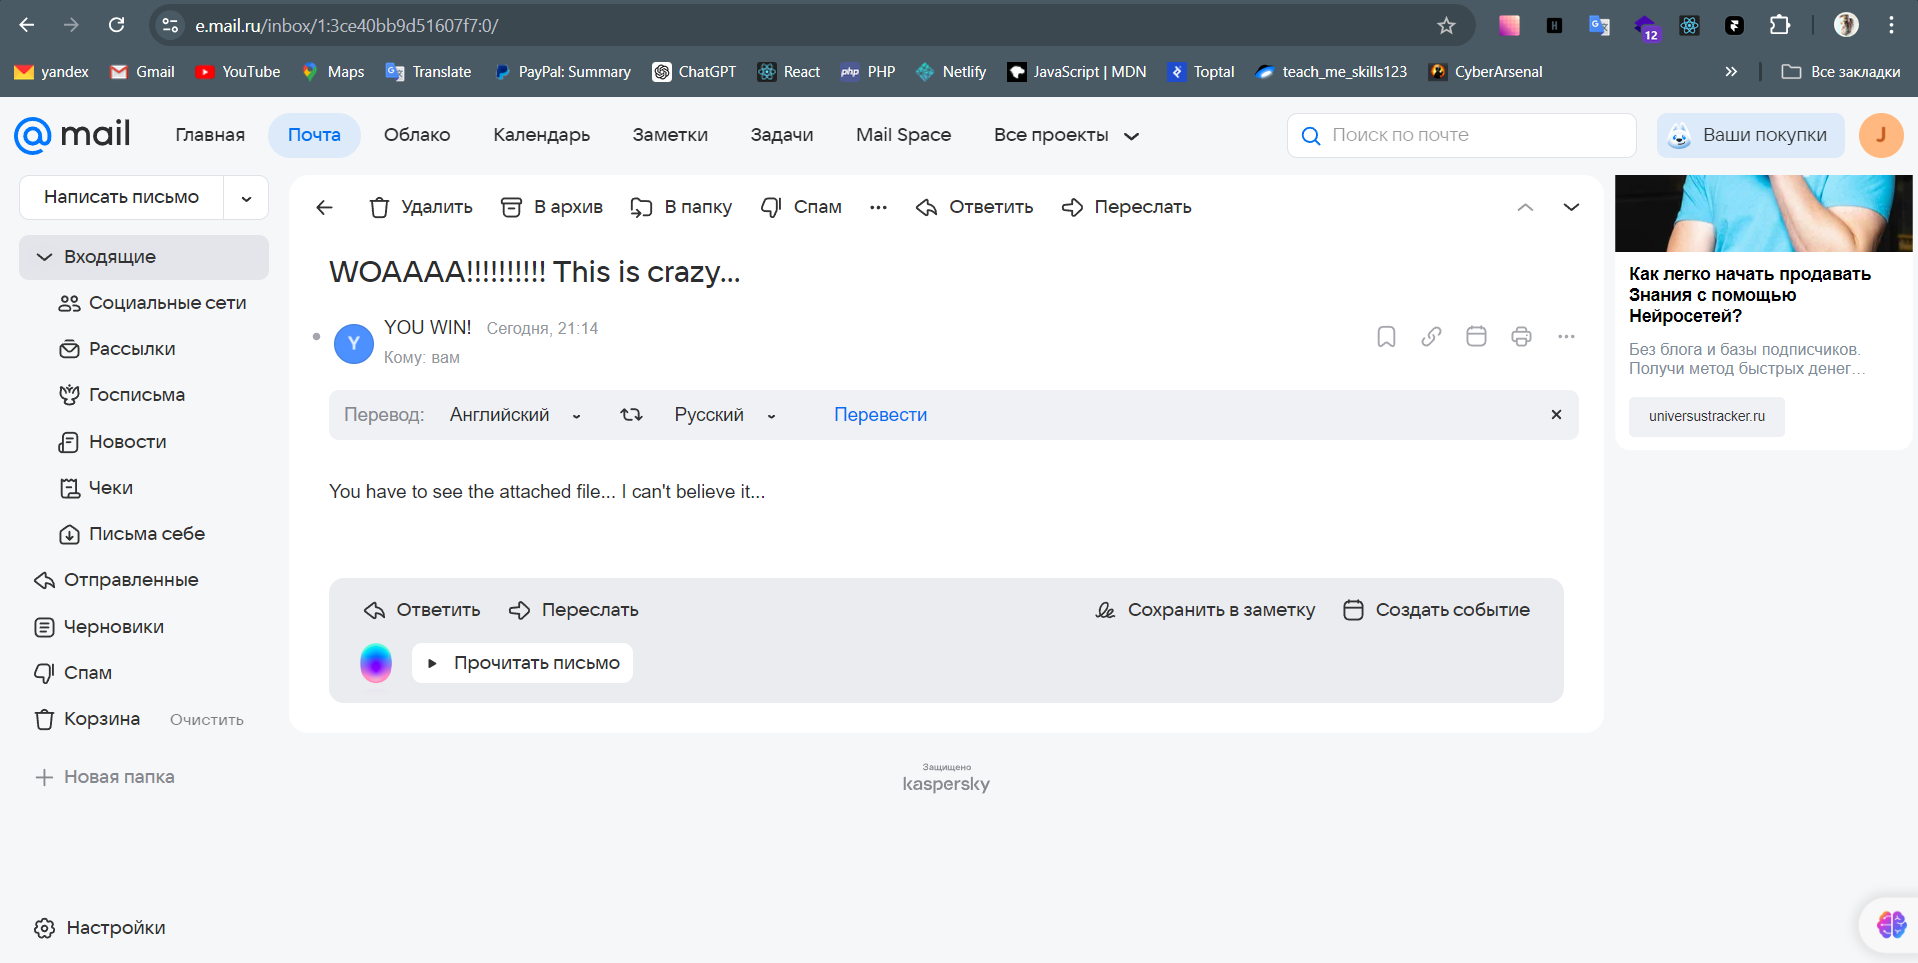 e.mail.ru/inbox/1:3ce40bb9d51607f7:0/
12
yandex Gmail YouTube Maps Translate PayPal: Summary ChatGPT React PHP Netlify JavaScript | MDN Toptal teach_me_skills123 CyberArsenal » Все закладки
mail Главная Почта Облако Календарь Заметки Задачи Mail Space Все проекты Поиск по почте Ваши покупки J
Написать письмо
Удалить В архив В папку Спам ... Ответить Переслать
Входящие
Социальные сети
Рассылки
Госписьма
Новости
Чеки
Письма себе
Отправленные
Черновики
Спам
Корзина Очистить
Новая папка
Настройки
WOAAAA!!!!!!!!!! This is crazy...
Y
YOU WIN! Сегодня, 21:14
Кому: вам
Перевод: Английский Русский Перевести
You have to see the attached file... I can't believe it...
Ответить Переслать Сохранить в заметку Создать событие
Прочитать письмо
Защищено
kaspersky
Как легко начать продавать
Знания с помощью
Нейросетей?
Без блога и базы подписчиков.
Получи метод быстрых денег...
universustracker.ru